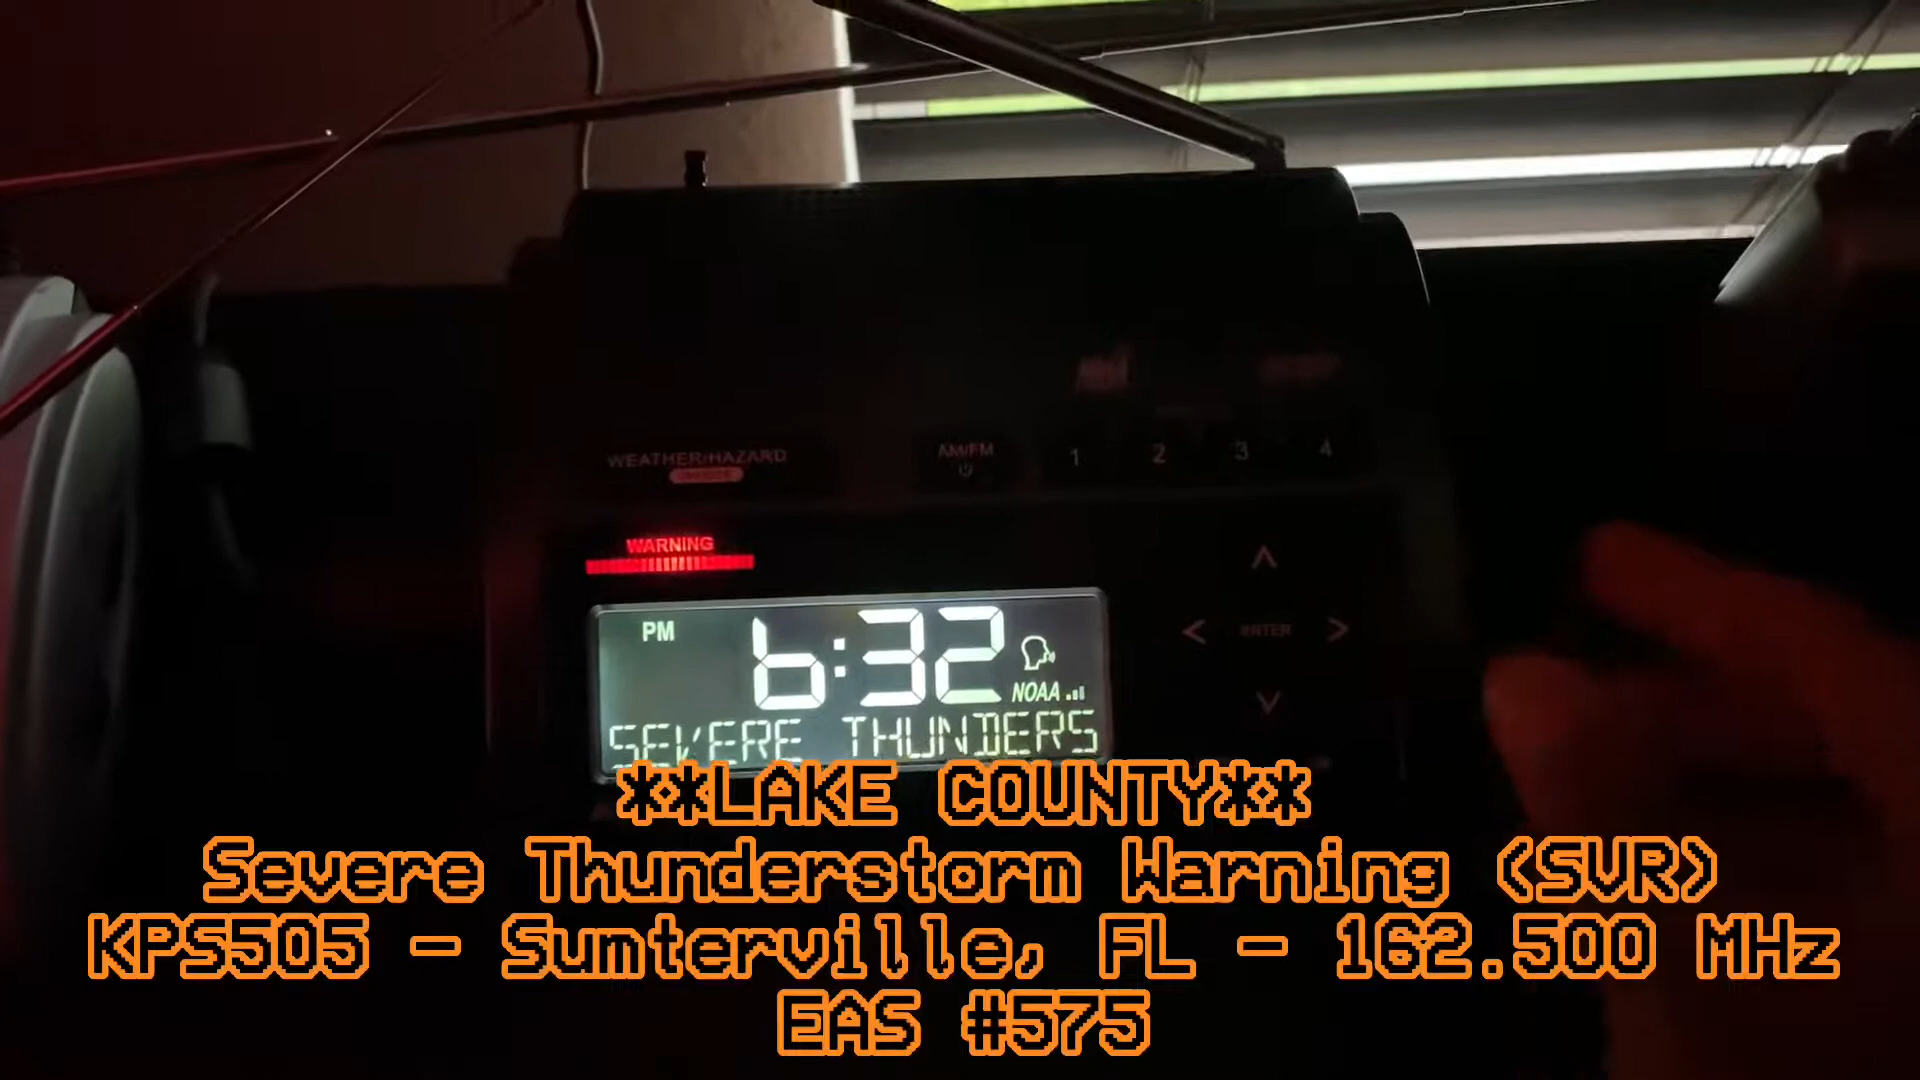 WEATHER/HAZARD
AM/FM
1 2 3 4
WARNING
PM 6:32
NOAA
SEVERE THUNDERS
ENTER
**LAKE COUNTY**
Severe Thunderstorm Warning (SVR)
KPS505 - Sumterville, FL - 162.500 MHz
EAS #575